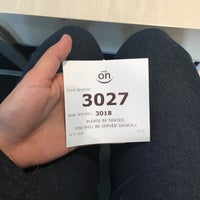 on
YOUR NUMBER
3027
NOW SERVING 3018
PLEASE BE SEATED
YOU WILL BE SERVED SHORTLY.